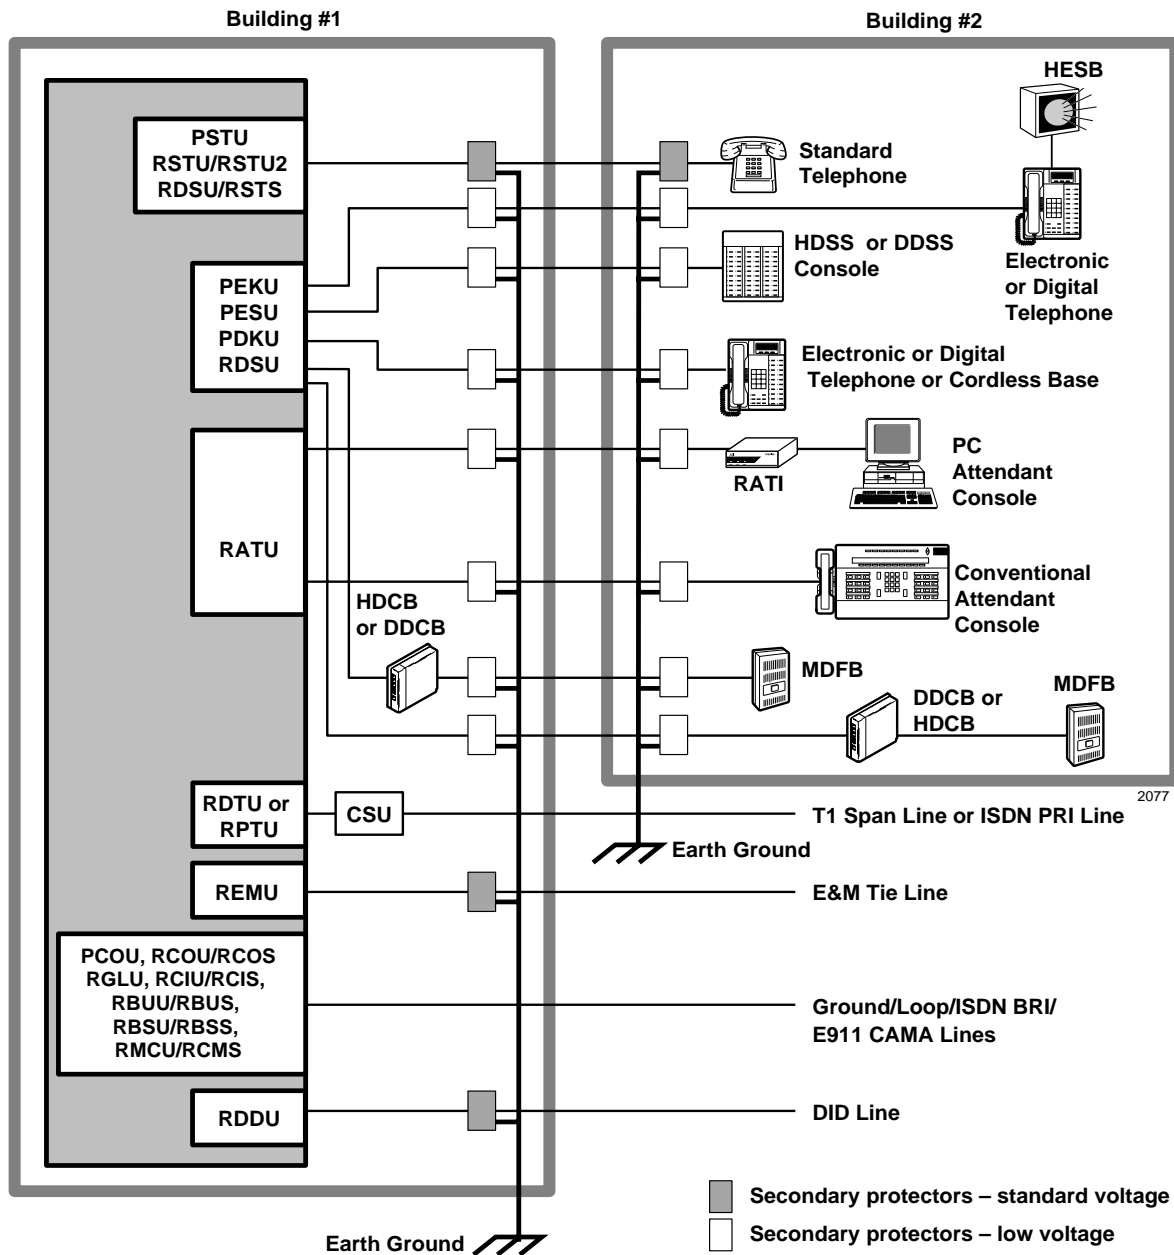 Building #1
Building #2
HESB
PSTU
RSTU/RSTU2
RDSU/RSTS
Standard
Telephone
HDSS or DDSS
Console
Electronic
or Digital
Telephone
PEKU
PESU
PDKU
RDSU
Electronic or Digital
Telephone or Cordless Base
RATU
RATI
PC
Attendant
Console
Conventional
Attendant
Console
HDCB
or DDCB
MDFB
DDCB or
HDCB
MDFB
2077
RDTU or
RPTU
CSU
T1 Span Line or ISDN PRI Line
Earth Ground
REMU
E&M Tie Line
PCOU, RCOU/RCOS
RGLU, RCIU/RCIS,
RBUU/RBUS,
RBSU/RBSS,
RMCU/RCMS
Ground/Loop/ISDN BRI/
E911 CAMA Lines
RDDU
DID Line
Secondary protectors – standard voltage
Secondary protectors – low voltage
Earth Ground